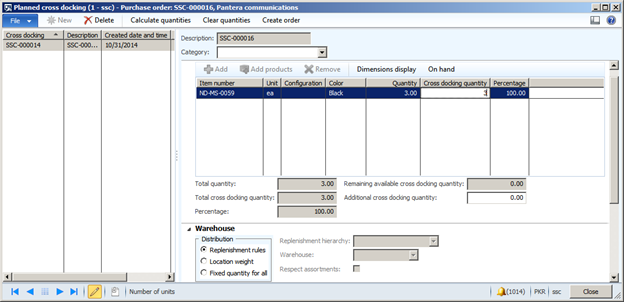 Planned cross docking (1 - ssc) - Purchase order: SSC-000016, Pantera communications
File New Delete Calculate quantities Clear quantities Create order
Cross docking Description Created date and time
SSC-000014 SSC-00... 10/31/2014
Description: SSC-000016
Category:
Add Add products Remove Dimensions display On hand
Item number Unit Configuration Color Quantity Cross docking quantity Percentage
ND-MS-0059 ea Black 3.00 100.00
Total quantity: 3.00 Remaining available cross docking quantity: 0.00
Total cross docking quantity: 3.00 Additional cross docking quantity: 0.00
Percentage: 100.00
Warehouse
Distribution
Replenishment rules
Location weight
Fixed quantity for all
Replenishment hierarchy:
Warehouse:
Respect assortments:
Number of units (1014) PKR ssc Close